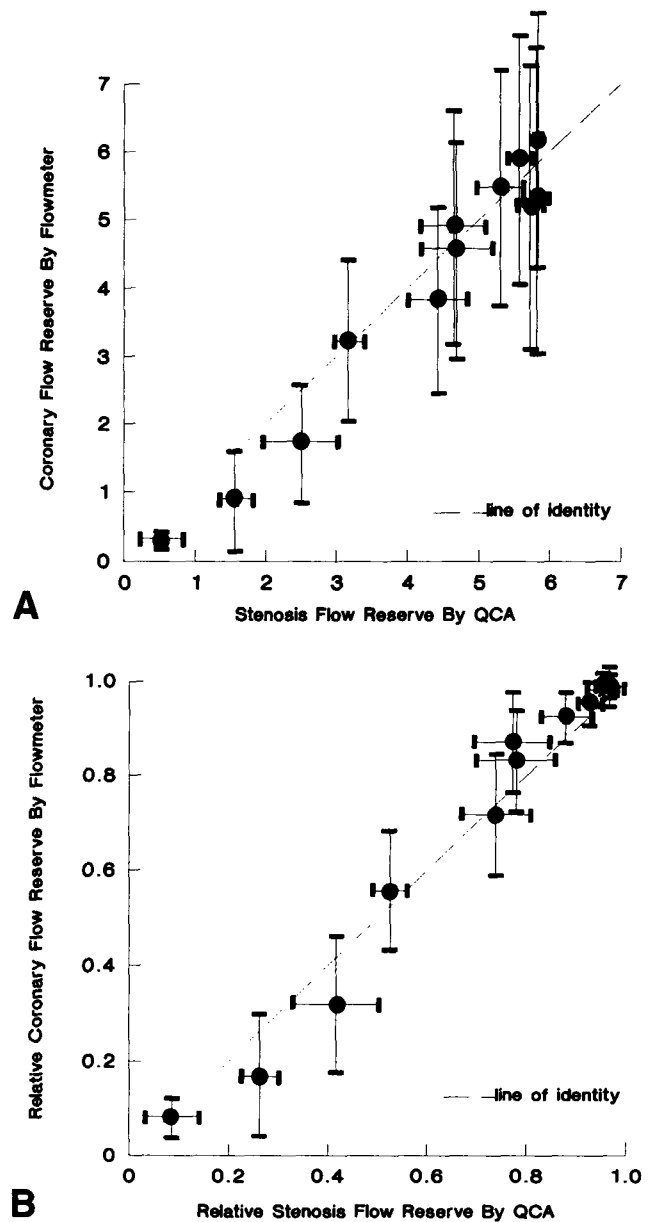 7
6
5
4
3
2
1
0
Coronary Flow Reserve By Flowmeter
line of identity
0 1 2 3 4 5 6 7
Stenosis Flow Reserve By QCA
A
1.0
0.8
0.6
0.4
0.2
0
Relative Coronary Flow Reserve By Flowmeter
line of identity
0 0.2 0.4 0.6 0.8 1.0
Relative Stenosis Flow Reserve By QCA
B